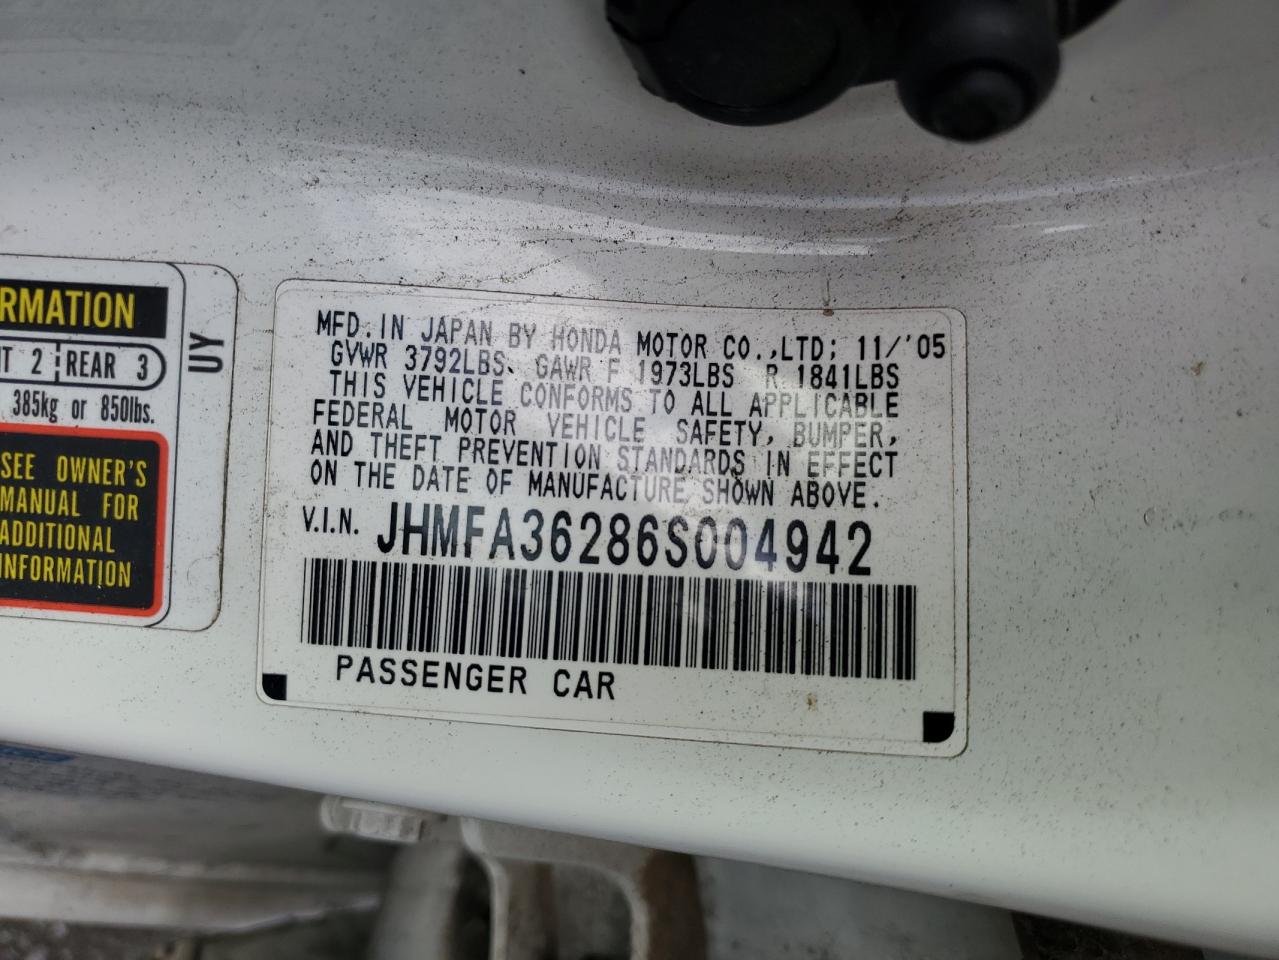 RMATION
NT 2 REAR 3
385kg or 850lbs.
SEE OWNER'S
MANUAL FOR
ADDITIONAL
INFORMATION
UY
MFD. IN JAPAN BY HONDA MOTOR CO.,LTD; 11/'05
GVWR 3792LBS. GAWR F 1973LBS R 1841LBS
THIS VEHICLE CONFORMS TO ALL APPLICABLE
FEDERAL MOTOR VEHICLE SAFETY, BUMPER,
AND THEFT PREVENTION STANDARDS IN EFFECT
ON THE DATE OF MANUFACTURE SHOWN ABOVE.
V.I.N. JHMFA36286S004942
PASSENGER CAR